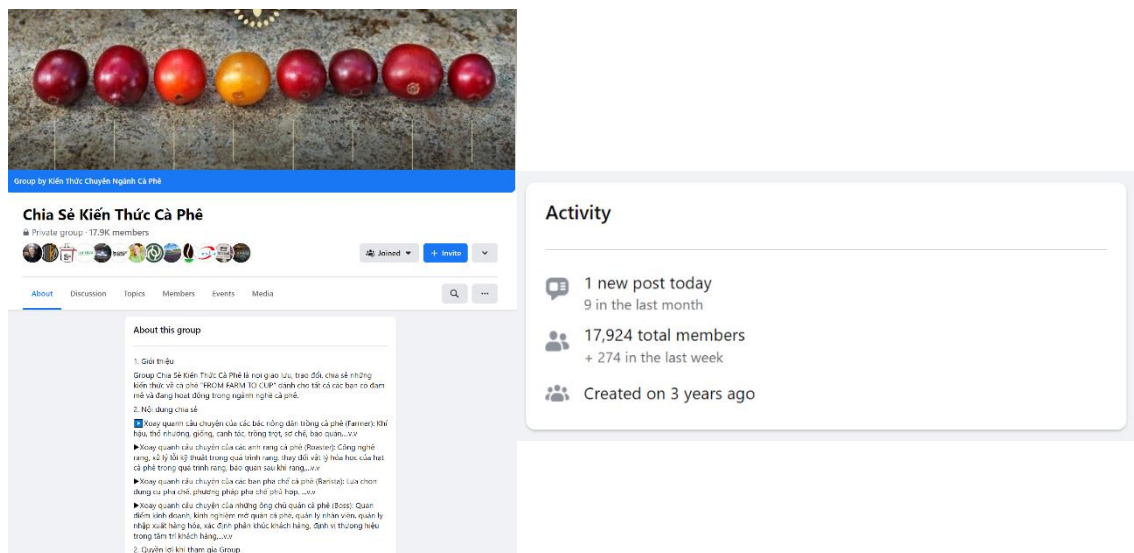 Group by Kiến Thức Chuyên Ngành Cà Phê
Chia Sẻ Kiến Thức Cà Phê
Private group · 17.9K members
Joined
+ Invite
About Discussion Topics Members Events Media
About this group
1. Giới thiệu
Group Chia Sẻ Kiến Thức Cà Phê là nơi giao lưu, trao đổi, chia sẻ những
kiến thức về cà phê "FROM FARM TO CUP" dành cho tất cả các bạn có đam
mê và đang hoạt động trong ngành nghề cà phê.
2. Nội dung chia sẻ
▶Xoay quanh câu chuyện của các bác nông dân trồng cà phê (Farmer): Khí
hậu, thổ nhưỡng, giống, canh tác, trồng trọt, sơ chế, bảo quản,..v.v
▶Xoay quanh câu chuyện của các anh rang cà phê (Roaster): Công nghệ
rang, xử lý lỗi kỹ thuật trong quá trình rang, thay đổi vật lý hóa học của hạt
cà phê trong quá trình rang, bảo quản sau khi rang,...v.v
▶Xoay quanh câu chuyện của các bạn pha chế cà phê (Barista): Lựa chọn
dụng cụ pha chế, phương pháp pha chế phù hợp, ...v.v
▶Xoay quanh câu chuyện của những ông chủ quán cà phê (Boss): Quan
điểm kinh doanh, kinh nghiệm mở quán cà phê, quản lý nhân viên, quản lý
nhập xuất hàng hóa, xác định phân khúc khách hàng, định vị thương hiệu
trong tâm trí khách hàng,...v.v
2. Quyền lợi khi tham gia Group
Activity
1 new post today
9 in the last month
17,924 total members
+ 274 in the last week
Created on 3 years ago